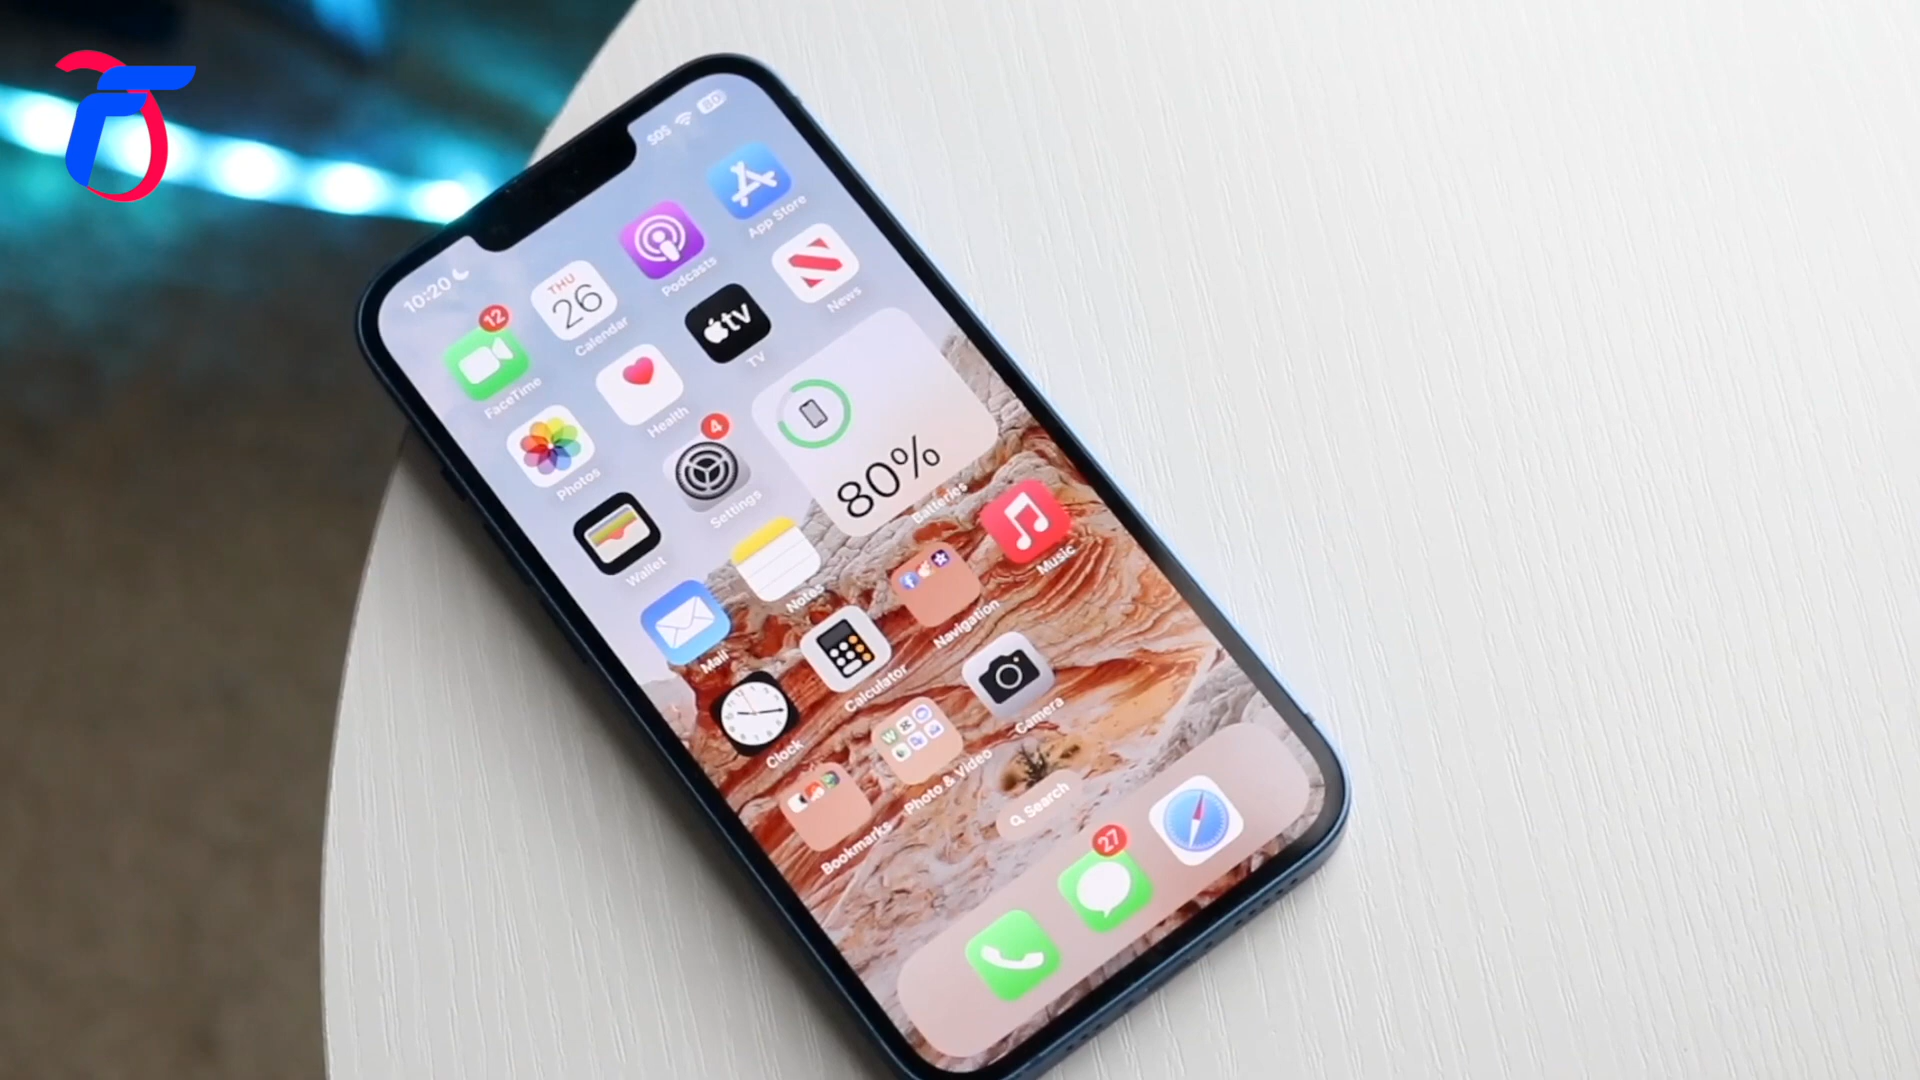 10:20
SOS
80
12
FaceTime
THU
26
Calendar
Podcasts
App Store
Photos
Health
tv
TV
News
Wallet
4
Settings
80%
Batteries
Mail
Notes
Navigation
Music
Clock
Calculator
Camera
Bookmarks
Photo & Video
Search
27